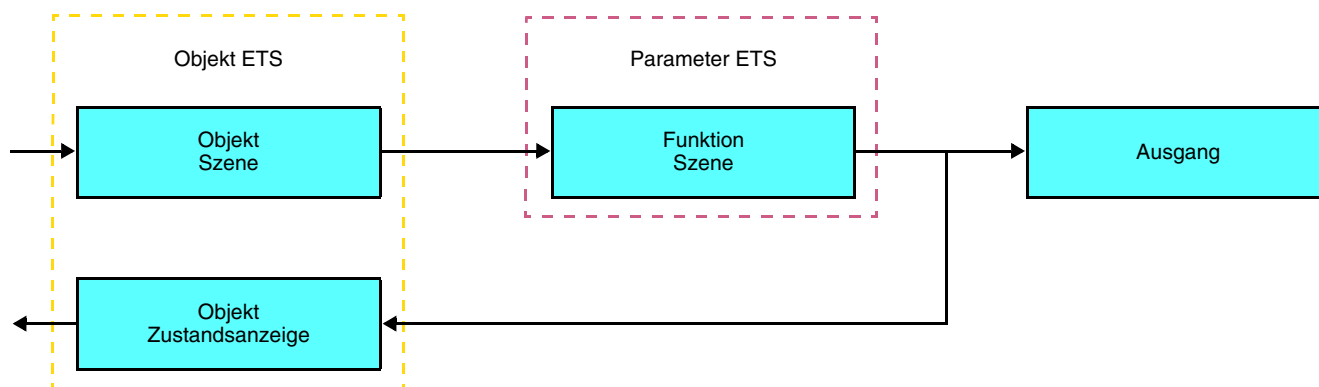 Objekt ETS
Parameter ETS
Objekt
Szene
Funktion
Szene
Ausgang
Objekt
Zustandsanzeige